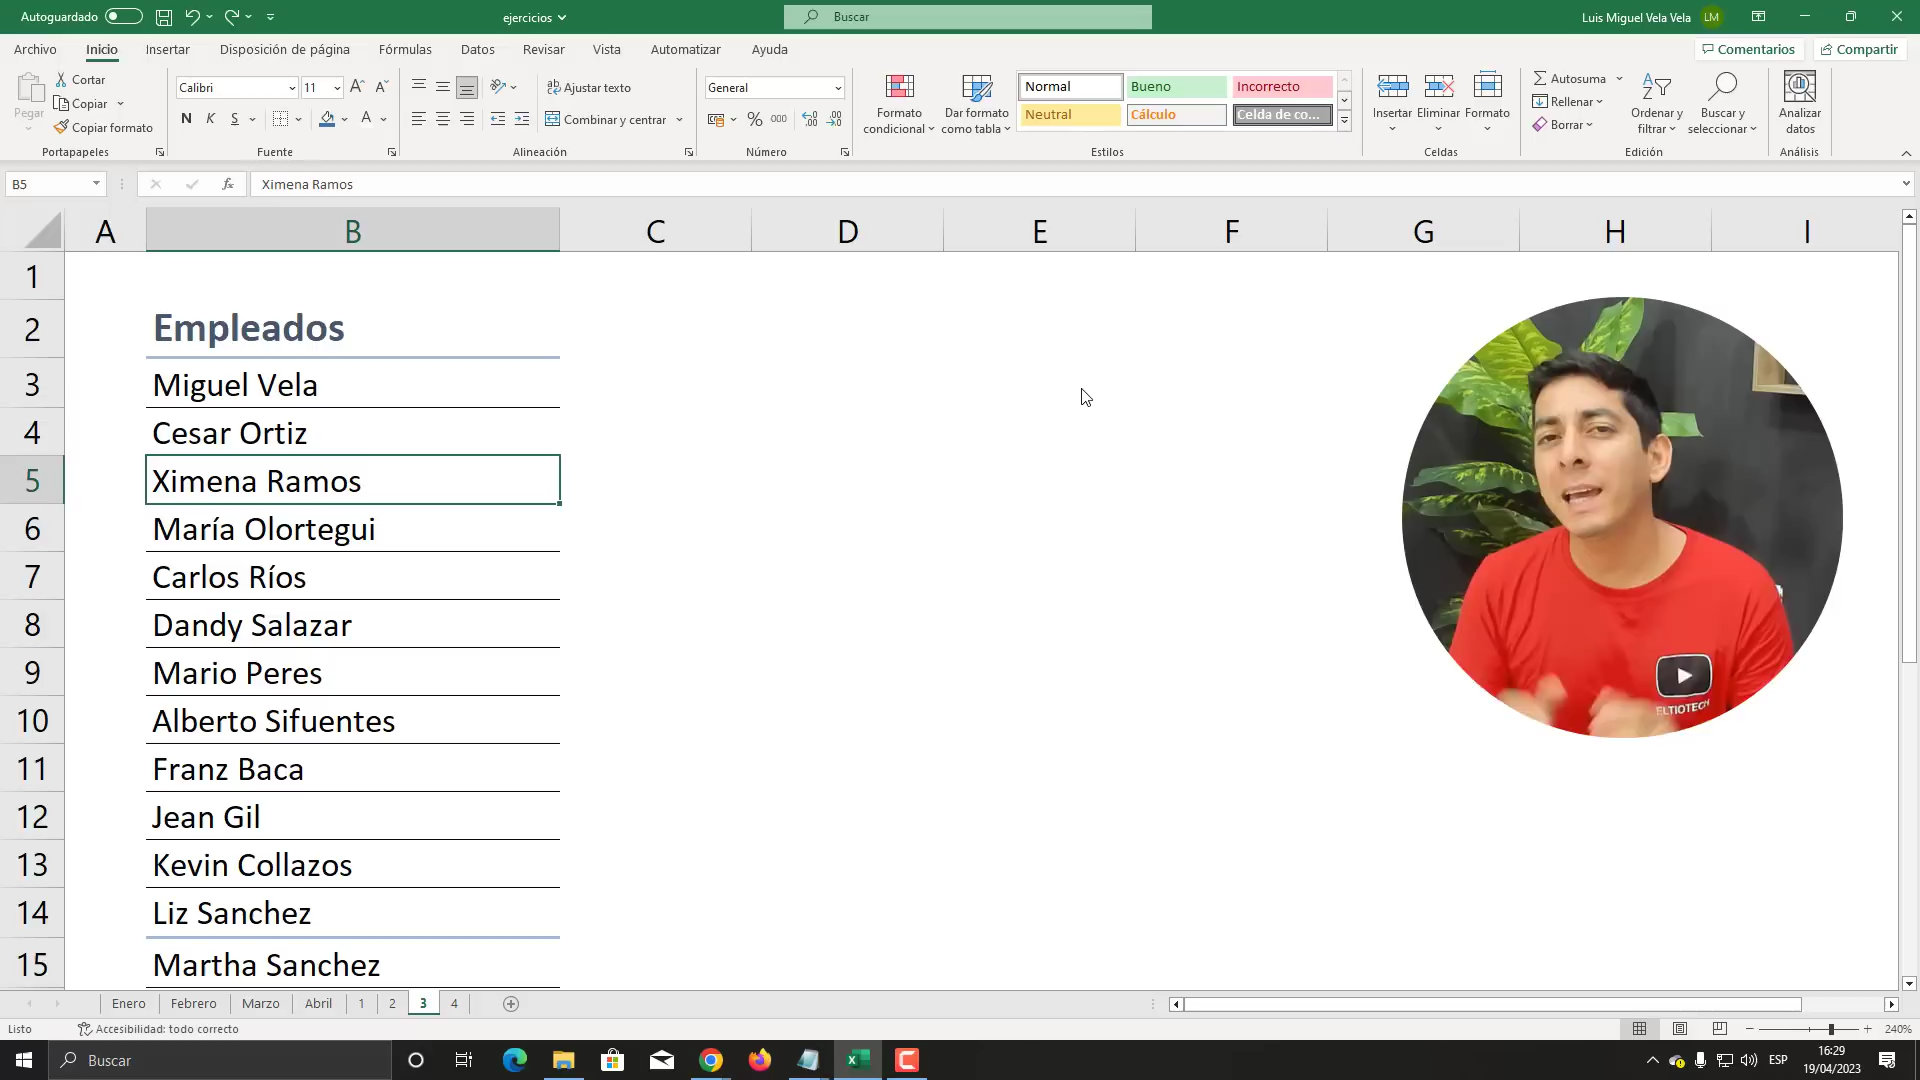 Autoguardado
ejercicios
Buscar
Luis Miguel Vela Vela
LM
Archivo
Inicio
Insertar
Disposición de página
Fórmulas
Datos
Revisar
Vista
Automatizar
Ayuda
Comentarios
Compartir
Pegar
Cortar
Copiar
Copiar formato
Portapapeles
Calibri
11
N
K
S
Fuente
Ajustar texto
Combinar y centrar
Alineación
General
%
000
Número
Formato
condicional
Dar formato
como tabla
Normal
Bueno
Incorrecto
Neutral
Cálculo
Celda de co...
Estilos
Insertar
Eliminar
Formato
Celdas
Autosuma
Rellenar
Borrar
Ordenar y
filtrar
Buscar y
seleccionar
Edición
Analizar
datos
Análisis
B5
fx
Ximena Ramos
A
B
C
D
E
F
G
H
I
1
2
Empleados
3
Miguel Vela
4
Cesar Ortiz
5
Ximena Ramos
6
María Olortegui
7
Carlos Ríos
8
Dandy Salazar
9
Mario Peres
10
Alberto Sifuentes
11
Franz Baca
12
Jean Gil
13
Kevin Collazos
14
Liz Sanchez
15
Martha Sanchez
ELTIOTECH
Enero
Febrero
Marzo
Abril
1
2
3
4
Listo
Accesibilidad: todo correcto
240%
Buscar
ESP
16:29
19/04/2023